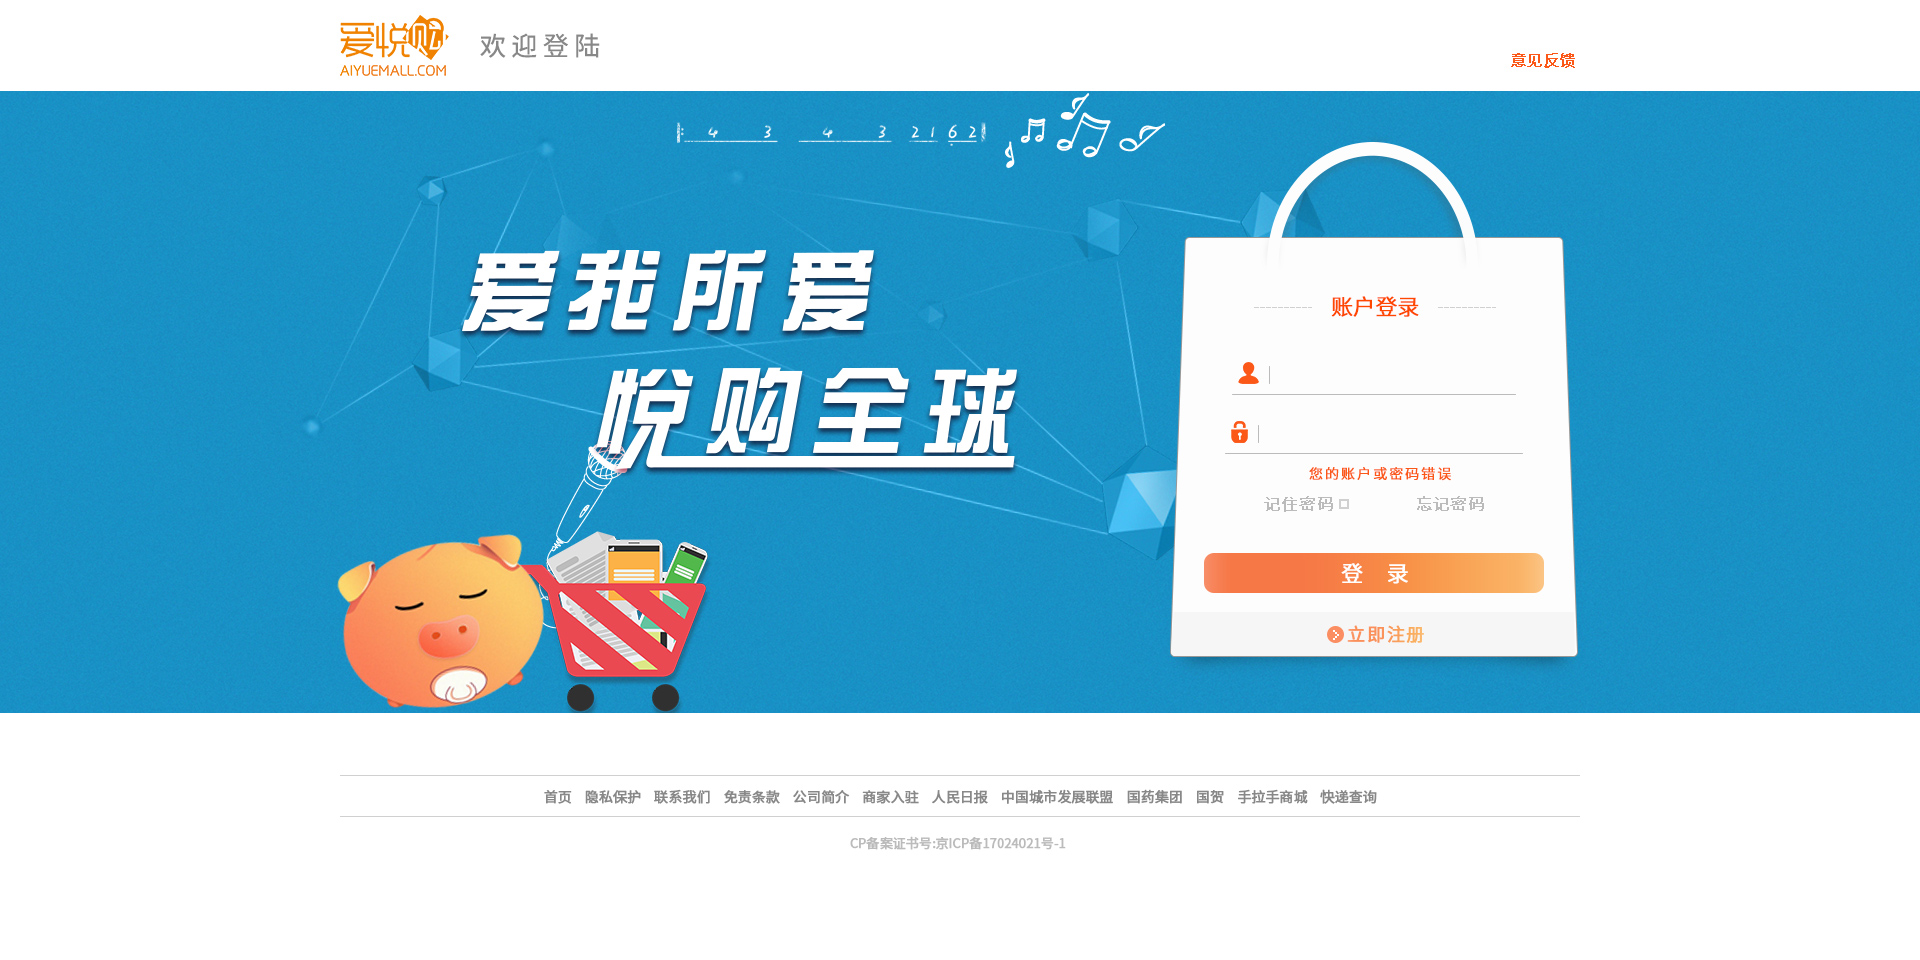 爱悦购
AIYUEMALL.COM
欢迎登陆
意见反馈
4 3 4 3 2 1 6 2
爱我所爱
悦购全球
账户登录
您的账户或密码错误
记住密码 忘记密码
登 录
立即注册
首页 隐私保护 联系我们 免责条款 公司简介 商家入驻 人民日报 中国城市发展联盟 国药集团 国贺 手拉手商城 快递查询
CP备案证书号:京ICP备17024021号-1